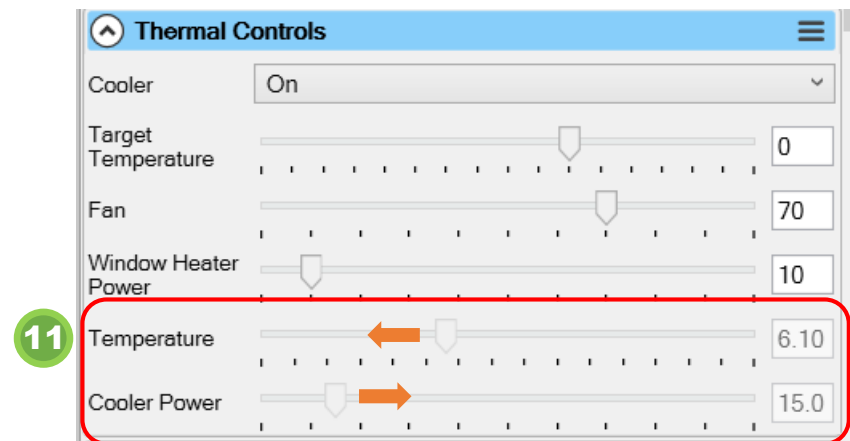 Thermal Controls
Cooler On
Target
Temperature 0
Fan 70
Window Heater
Power 10
11 Temperature 6.10
Cooler Power 15.0